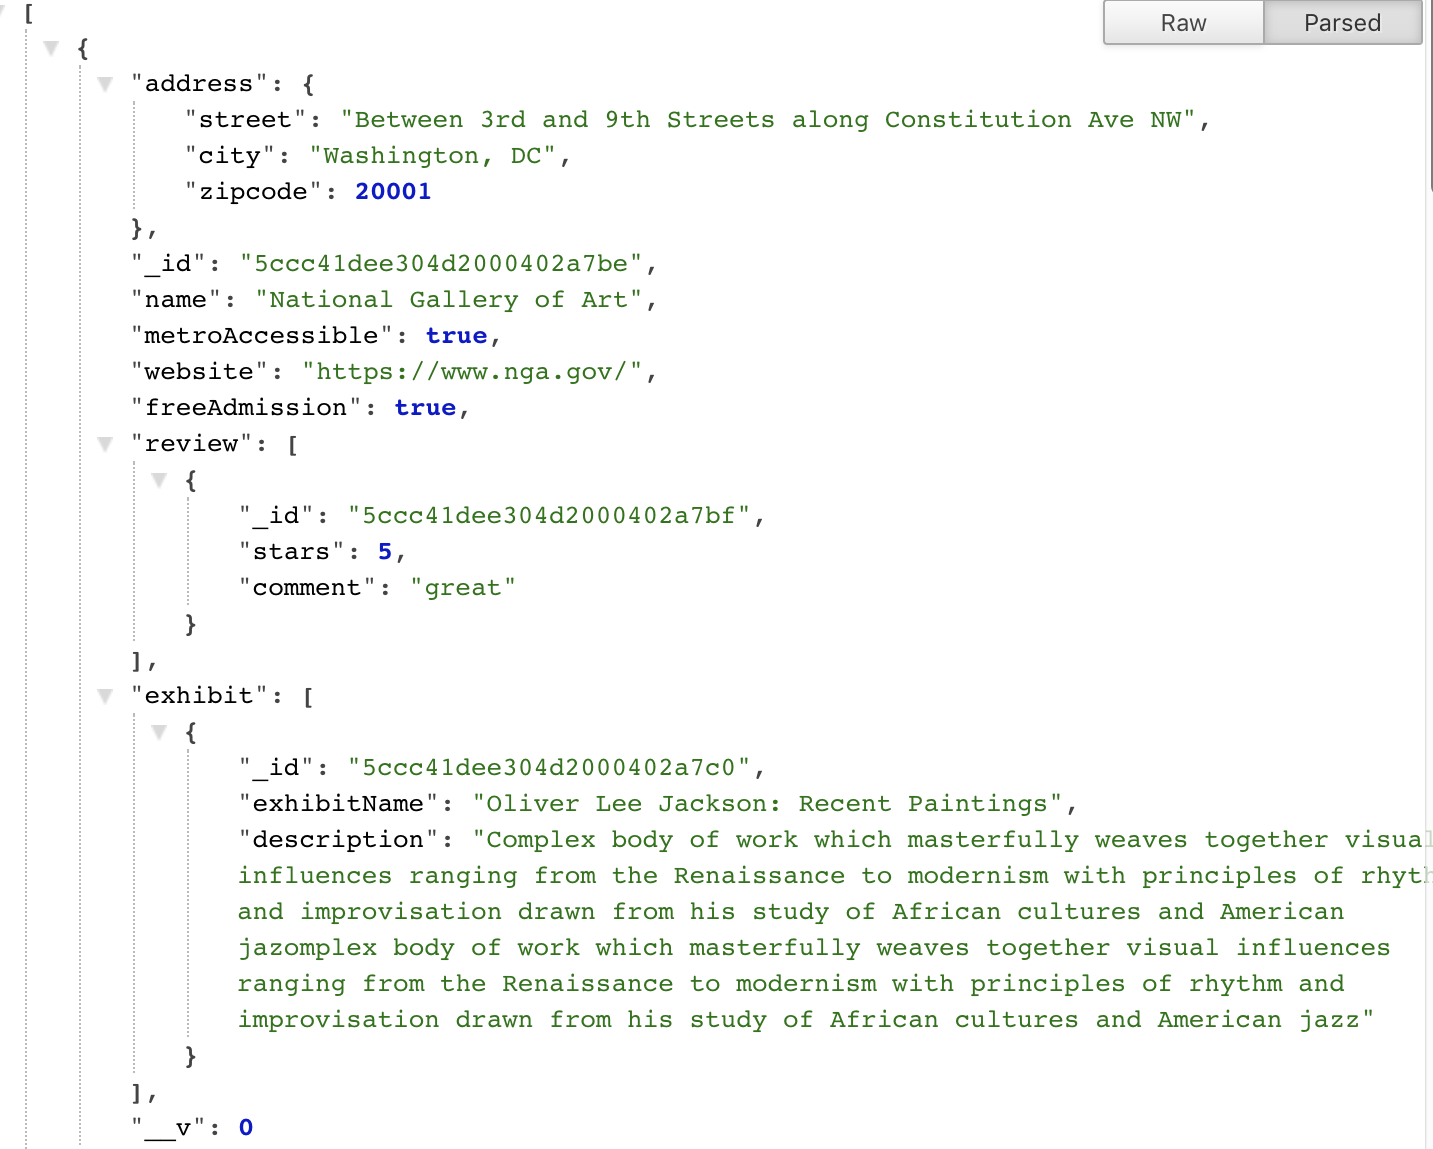 [
Raw Parsed
{
"address": {
"street": "Between 3rd and 9th Streets along Constitution Ave NW",
"city": "Washington, DC",
"zipcode": 20001
},
"_id": "5ccc41dee304d2000402a7be",
"name": "National Gallery of Art",
"metroAccessible": true,
"website": "https://www.nga.gov/",
"freeAdmission": true,
"review": [
{
"_id": "5ccc41dee304d2000402a7bf",
"stars": 5,
"comment": "great"
}
],
"exhibit": [
{
"_id": "5ccc41dee304d2000402a7c0",
"exhibitName": "Oliver Lee Jackson: Recent Paintings",
"description": "Complex body of work which masterfully weaves together visual
influences ranging from the Renaissance to modernism with principles of rhyth
and improvisation drawn from his study of African cultures and American
jazomplex body of work which masterfully weaves together visual influences
ranging from the Renaissance to modernism with principles of rhythm and
improvisation drawn from his study of African cultures and American jazz"
}
],
"__v": 0